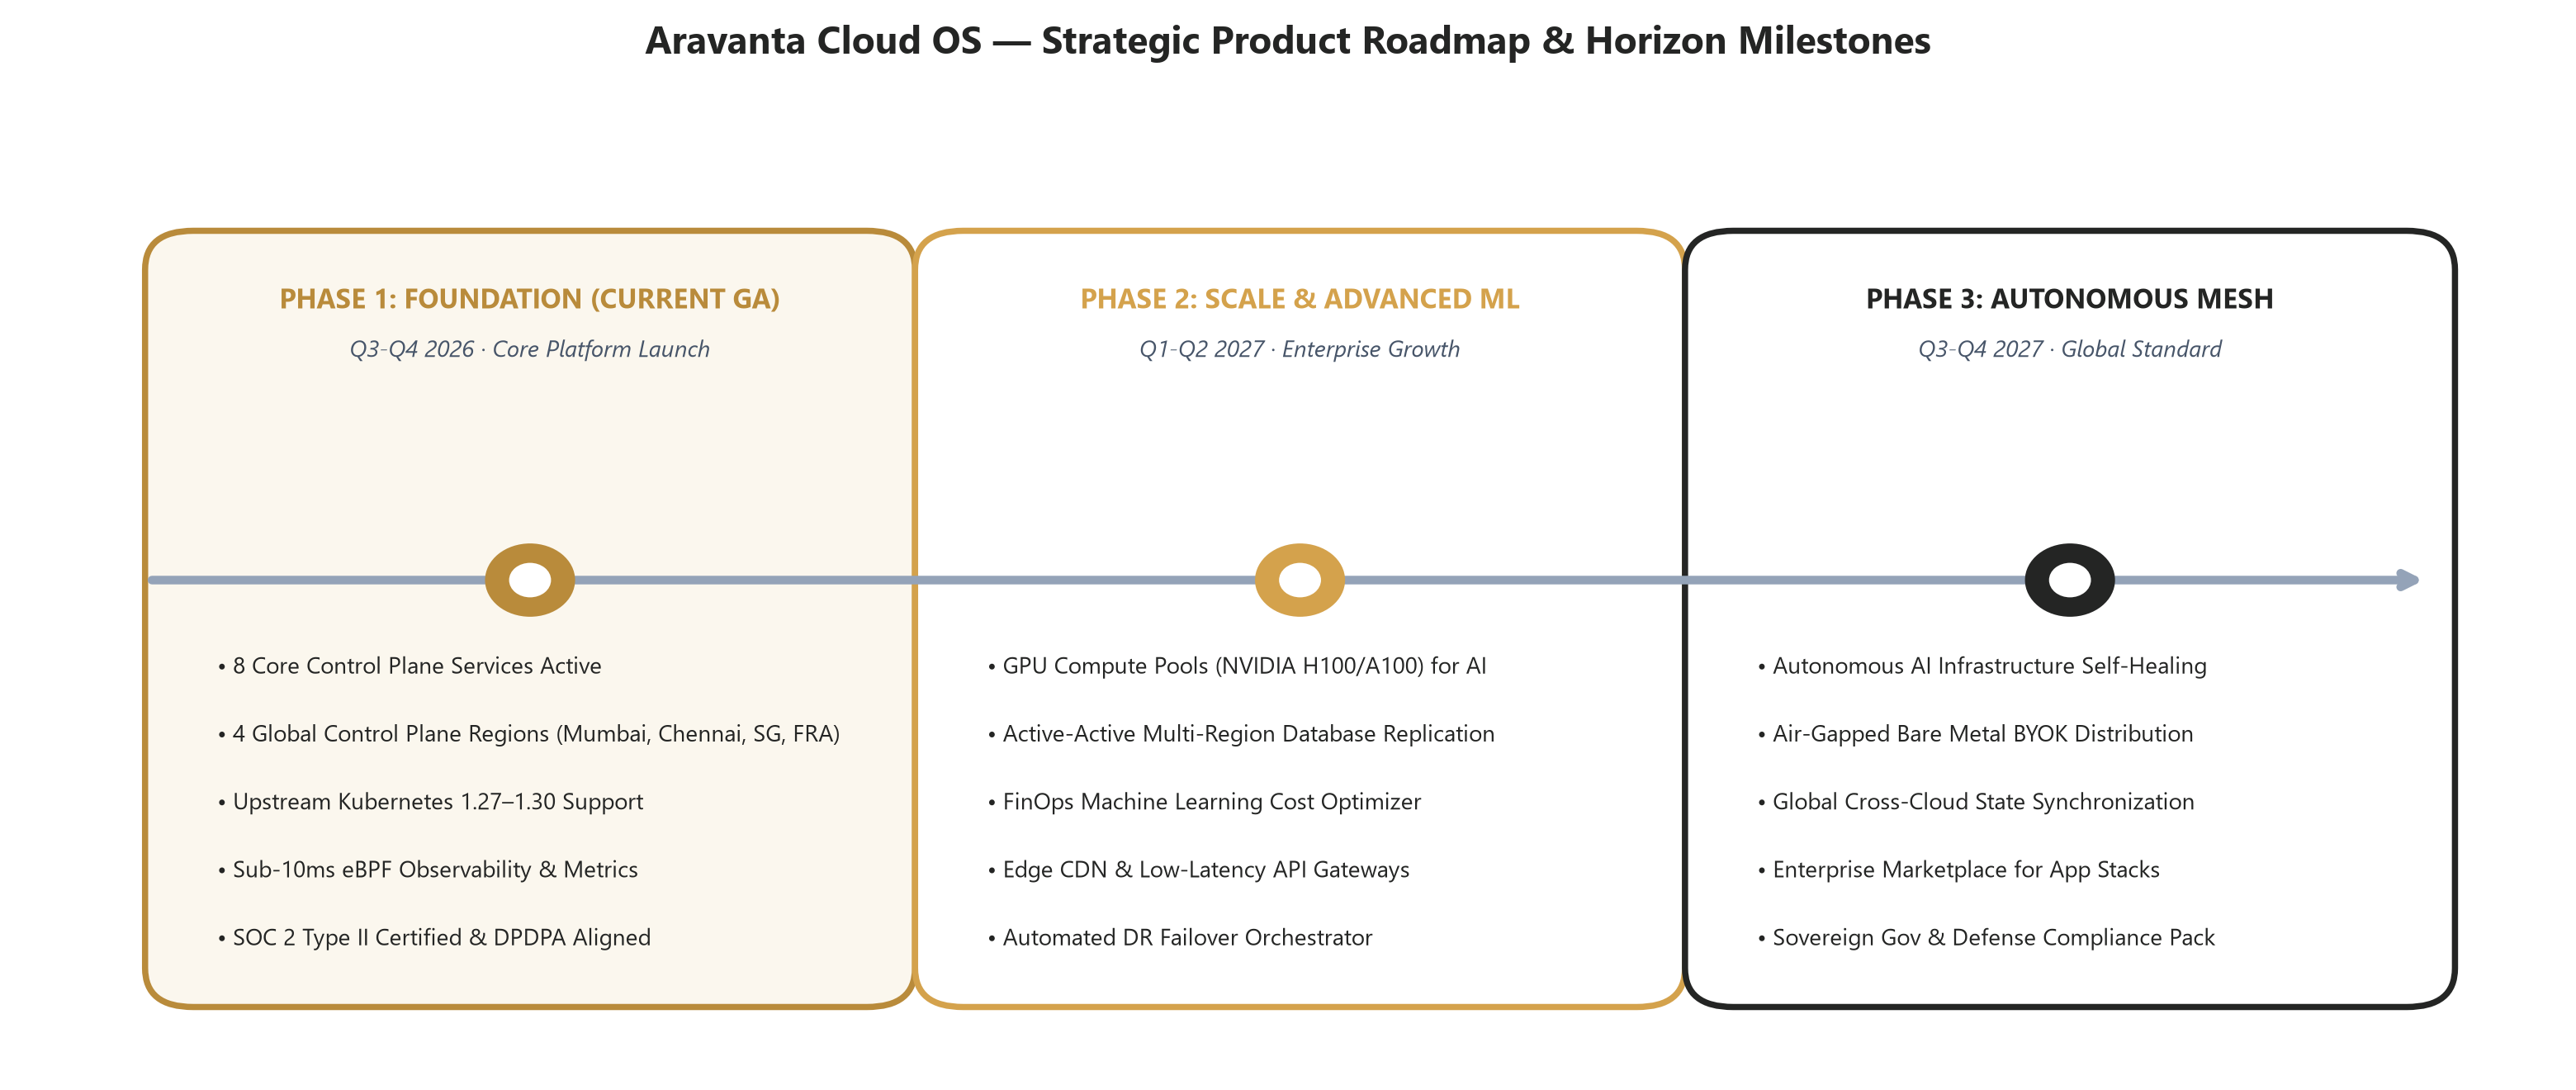 Aravanta Cloud OS — Strategic Product Roadmap & Horizon Milestones
PHASE 1: FOUNDATION (CURRENT GA)
Q3-Q4 2026 · Core Platform Launch
• 8 Core Control Plane Services Active
• 4 Global Control Plane Regions (Mumbai, Chennai, SG, FRA)
• Upstream Kubernetes 1.27–1.30 Support
• Sub-10ms eBPF Observability & Metrics
• SOC 2 Type II Certified & DPDPA Aligned
PHASE 2: SCALE & ADVANCED ML
Q1-Q2 2027 · Enterprise Growth
• GPU Compute Pools (NVIDIA H100/A100) for AI
• Active-Active Multi-Region Database Replication
• FinOps Machine Learning Cost Optimizer
• Edge CDN & Low-Latency API Gateways
• Automated DR Failover Orchestrator
PHASE 3: AUTONOMOUS MESH
Q3-Q4 2027 · Global Standard
• Autonomous AI Infrastructure Self-Healing
• Air-Gapped Bare Metal BYOK Distribution
• Global Cross-Cloud State Synchronization
• Enterprise Marketplace for App Stacks
• Sovereign Gov & Defense Compliance Pack